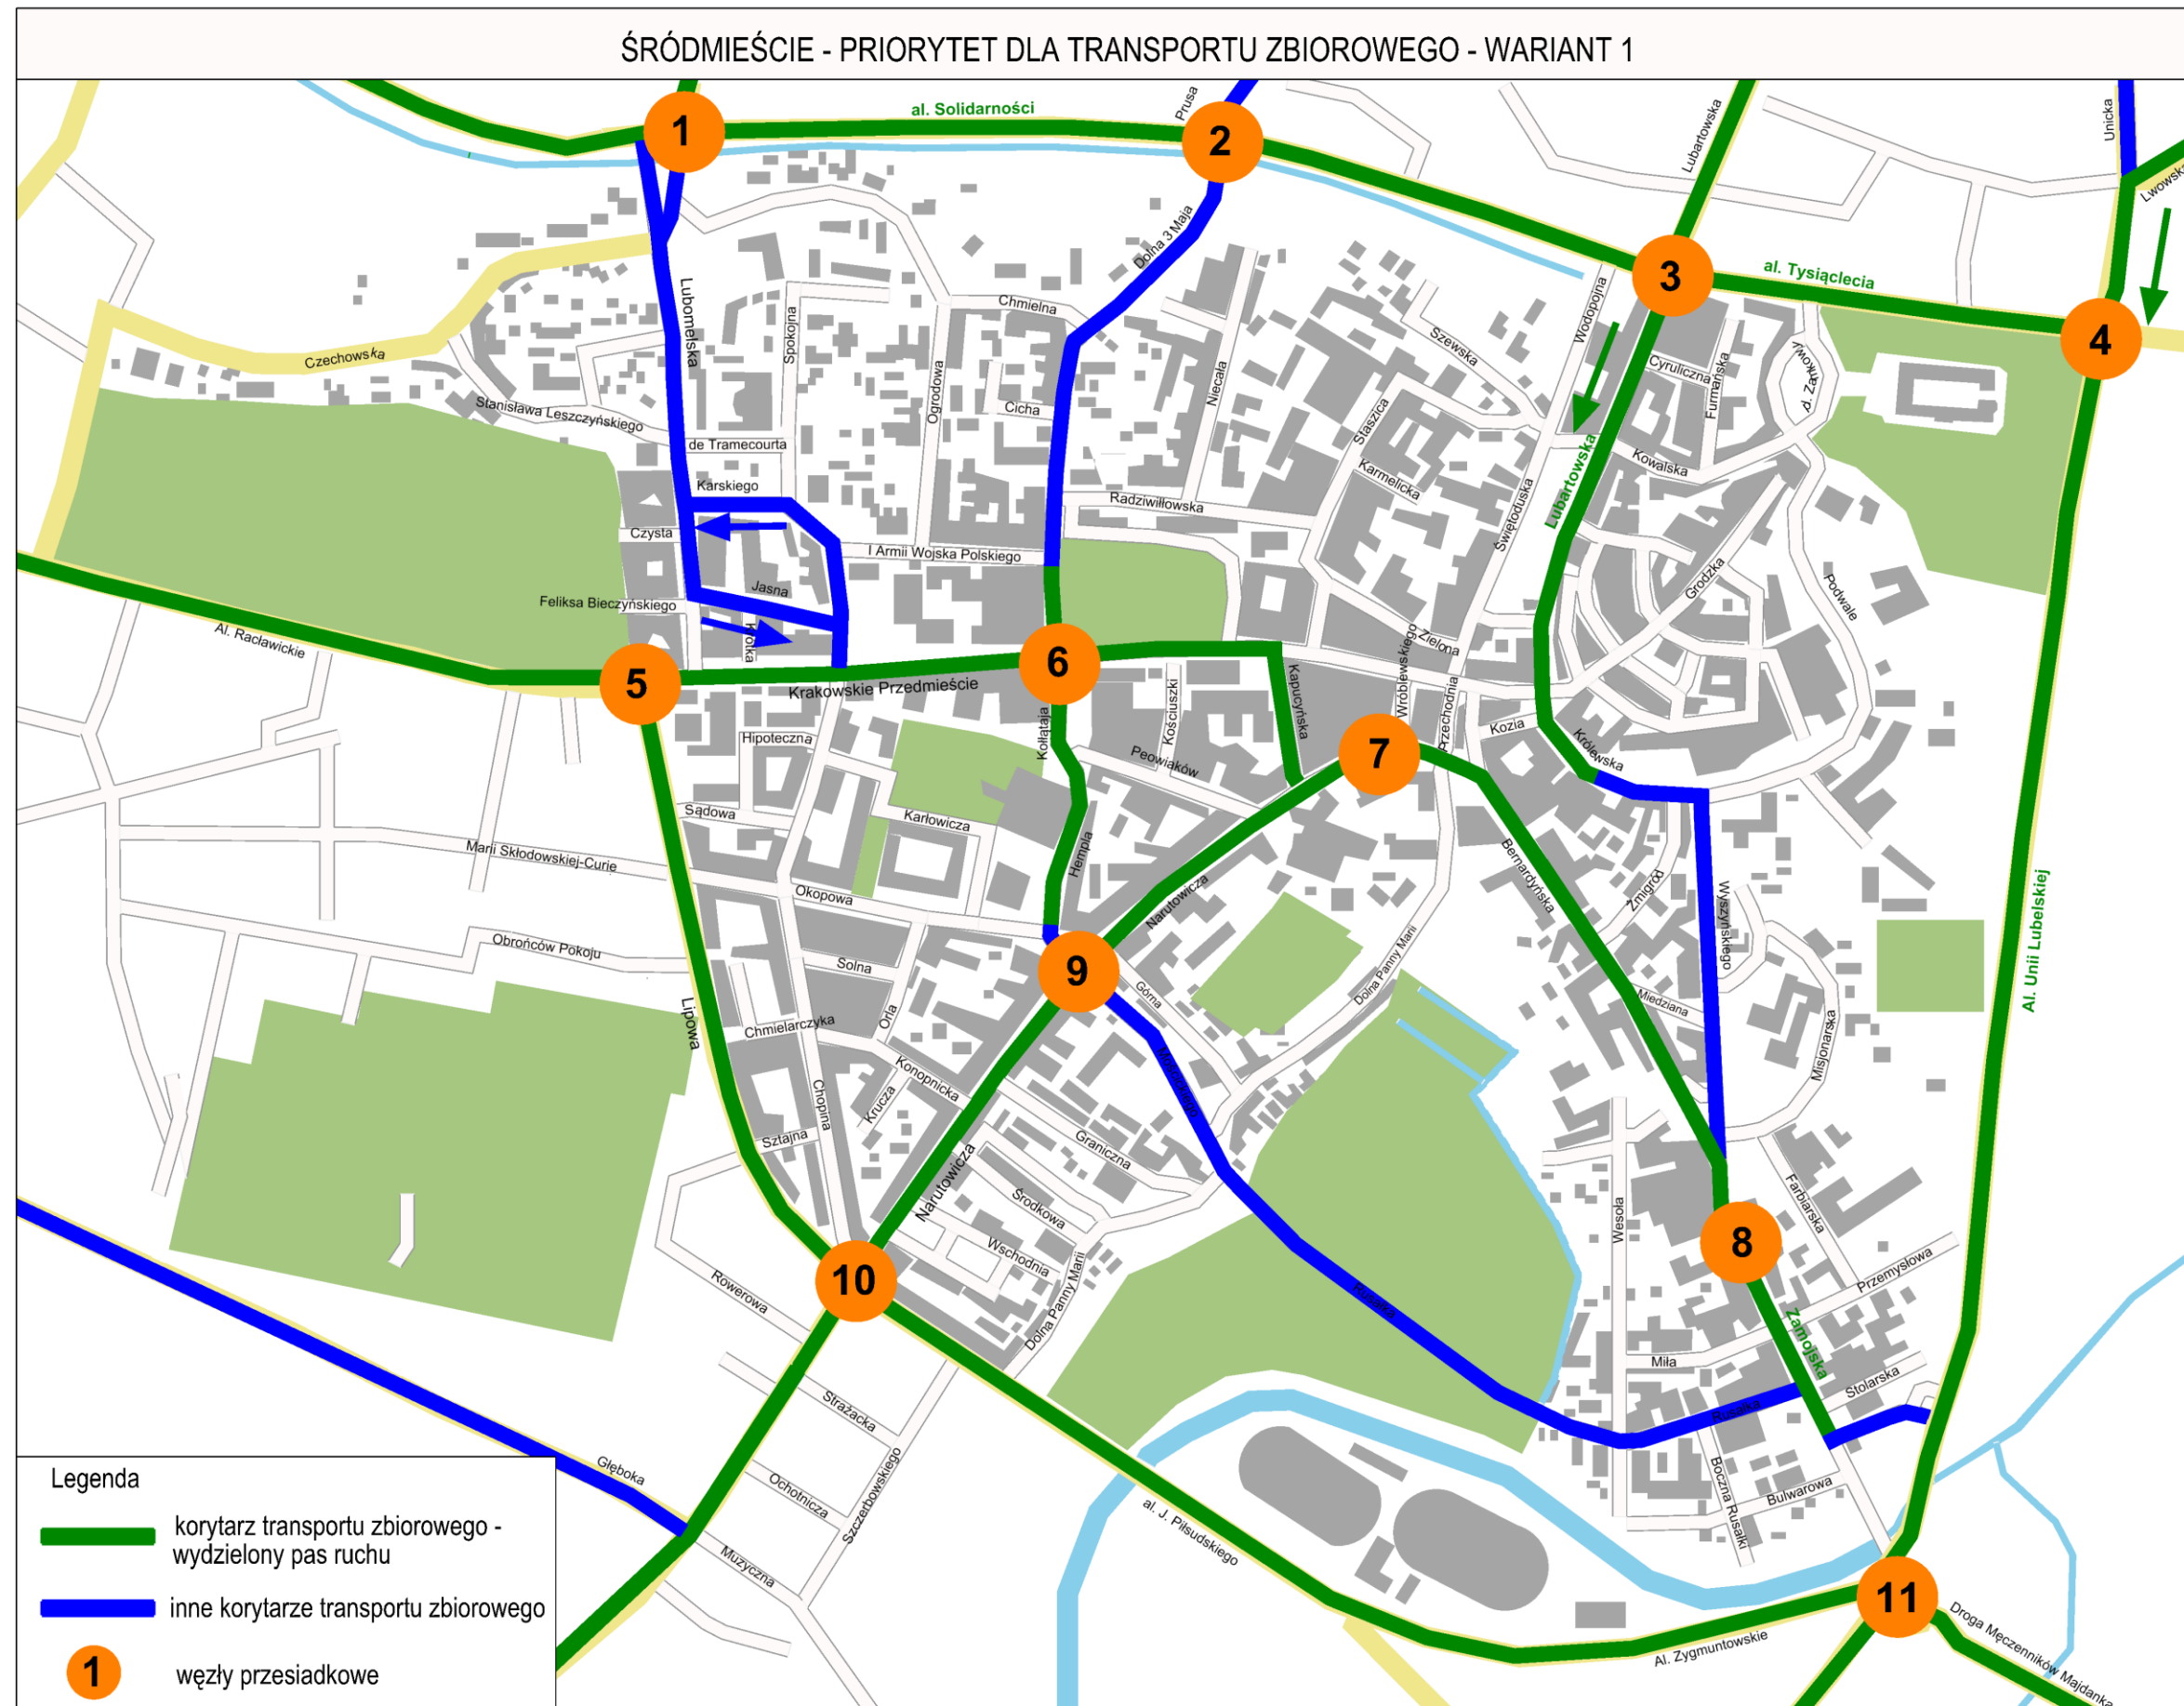 ŚRÓDMIEŚCIE - PRIORYTET DLA TRANSPORTU ZBIOROWEGO - WARIANT 1
al. Solidarności
Prusa
Lubartowska
Unicka
Lwowska
1
2
3
4
al. Tysiąclecia
Dolna 3 Maja
Lubomelska
Spokojna
Chmielna
Ogrodowa
Cicha
Niecała
Szewska
Wodopojna
Cyruliczna
Furmańska
pl. Zamkowy
Czechowska
Stanisława Leszczyńskiego
de Tramecourta
Karskiego
Staszica
Karmelicka
Radziwiłłowska
Kowalska
Lubartowska
Świętoduska
Czysta
I Armii Wojska Polskiego
Jasna
Feliksa Bieczyńskiego
Krótka
Grodzka
Podwale
Al. Racławickie
5
6
7
Krakowskie Przedmieście
Zielona
Wróblewskiego
Przechodnia
Kapucyńska
Kościuszki
Kołłątaja
Peowiaków
Kozia
Królewska
Hipoteczna
Sądowa
Karłowicza
Hempla
Marii Skłodowskiej-Curie
Okopowa
Narutowicza
Bernardyńska
Żmigród
Wyszyńskiego
Al. Unii Lubelskiej
Obrońców Pokoju
Solna
9
Górna
Dolna Panny Marii
Miedziana
Misjonarska
Lipowa
Chmielarczyka
Orla
Konopnicka
Krucza
Chopina
Mościckiego
Sztajna
Graniczna
Środkowa
Narutowicza
Wschodnia
Dolna Panny Marii
Wesoła
Farbiarska
8
Przemysłowa
10
Rowerowa
Rusałka
Zamojska
Miła
Stolarska
Rusałka
Strażacka
Szczerbowskiego
Ochotnicza
Głęboka
Muzyczna
Boczna Rusałki
Bulwarowa
al. J. Piłsudskiego
11
Al. Zygmuntowskie
Droga Męczenników Majdanka
Legenda
korytarz transportu zbiorowego -
wydzielony pas ruchu
inne korytarze transportu zbiorowego
1
węzły przesiadkowe